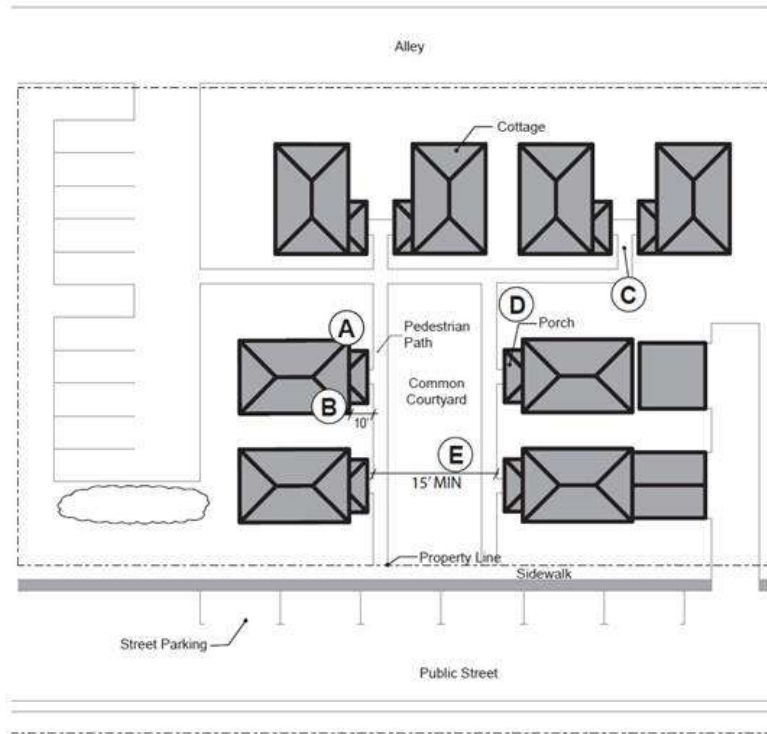 Alley
Cottage
C
D
A
Pedestrian
Path
Porch
Common
Courtyard
B
10'
E
15' MIN
Property Line
Sidewalk
Street Parking
Public Street